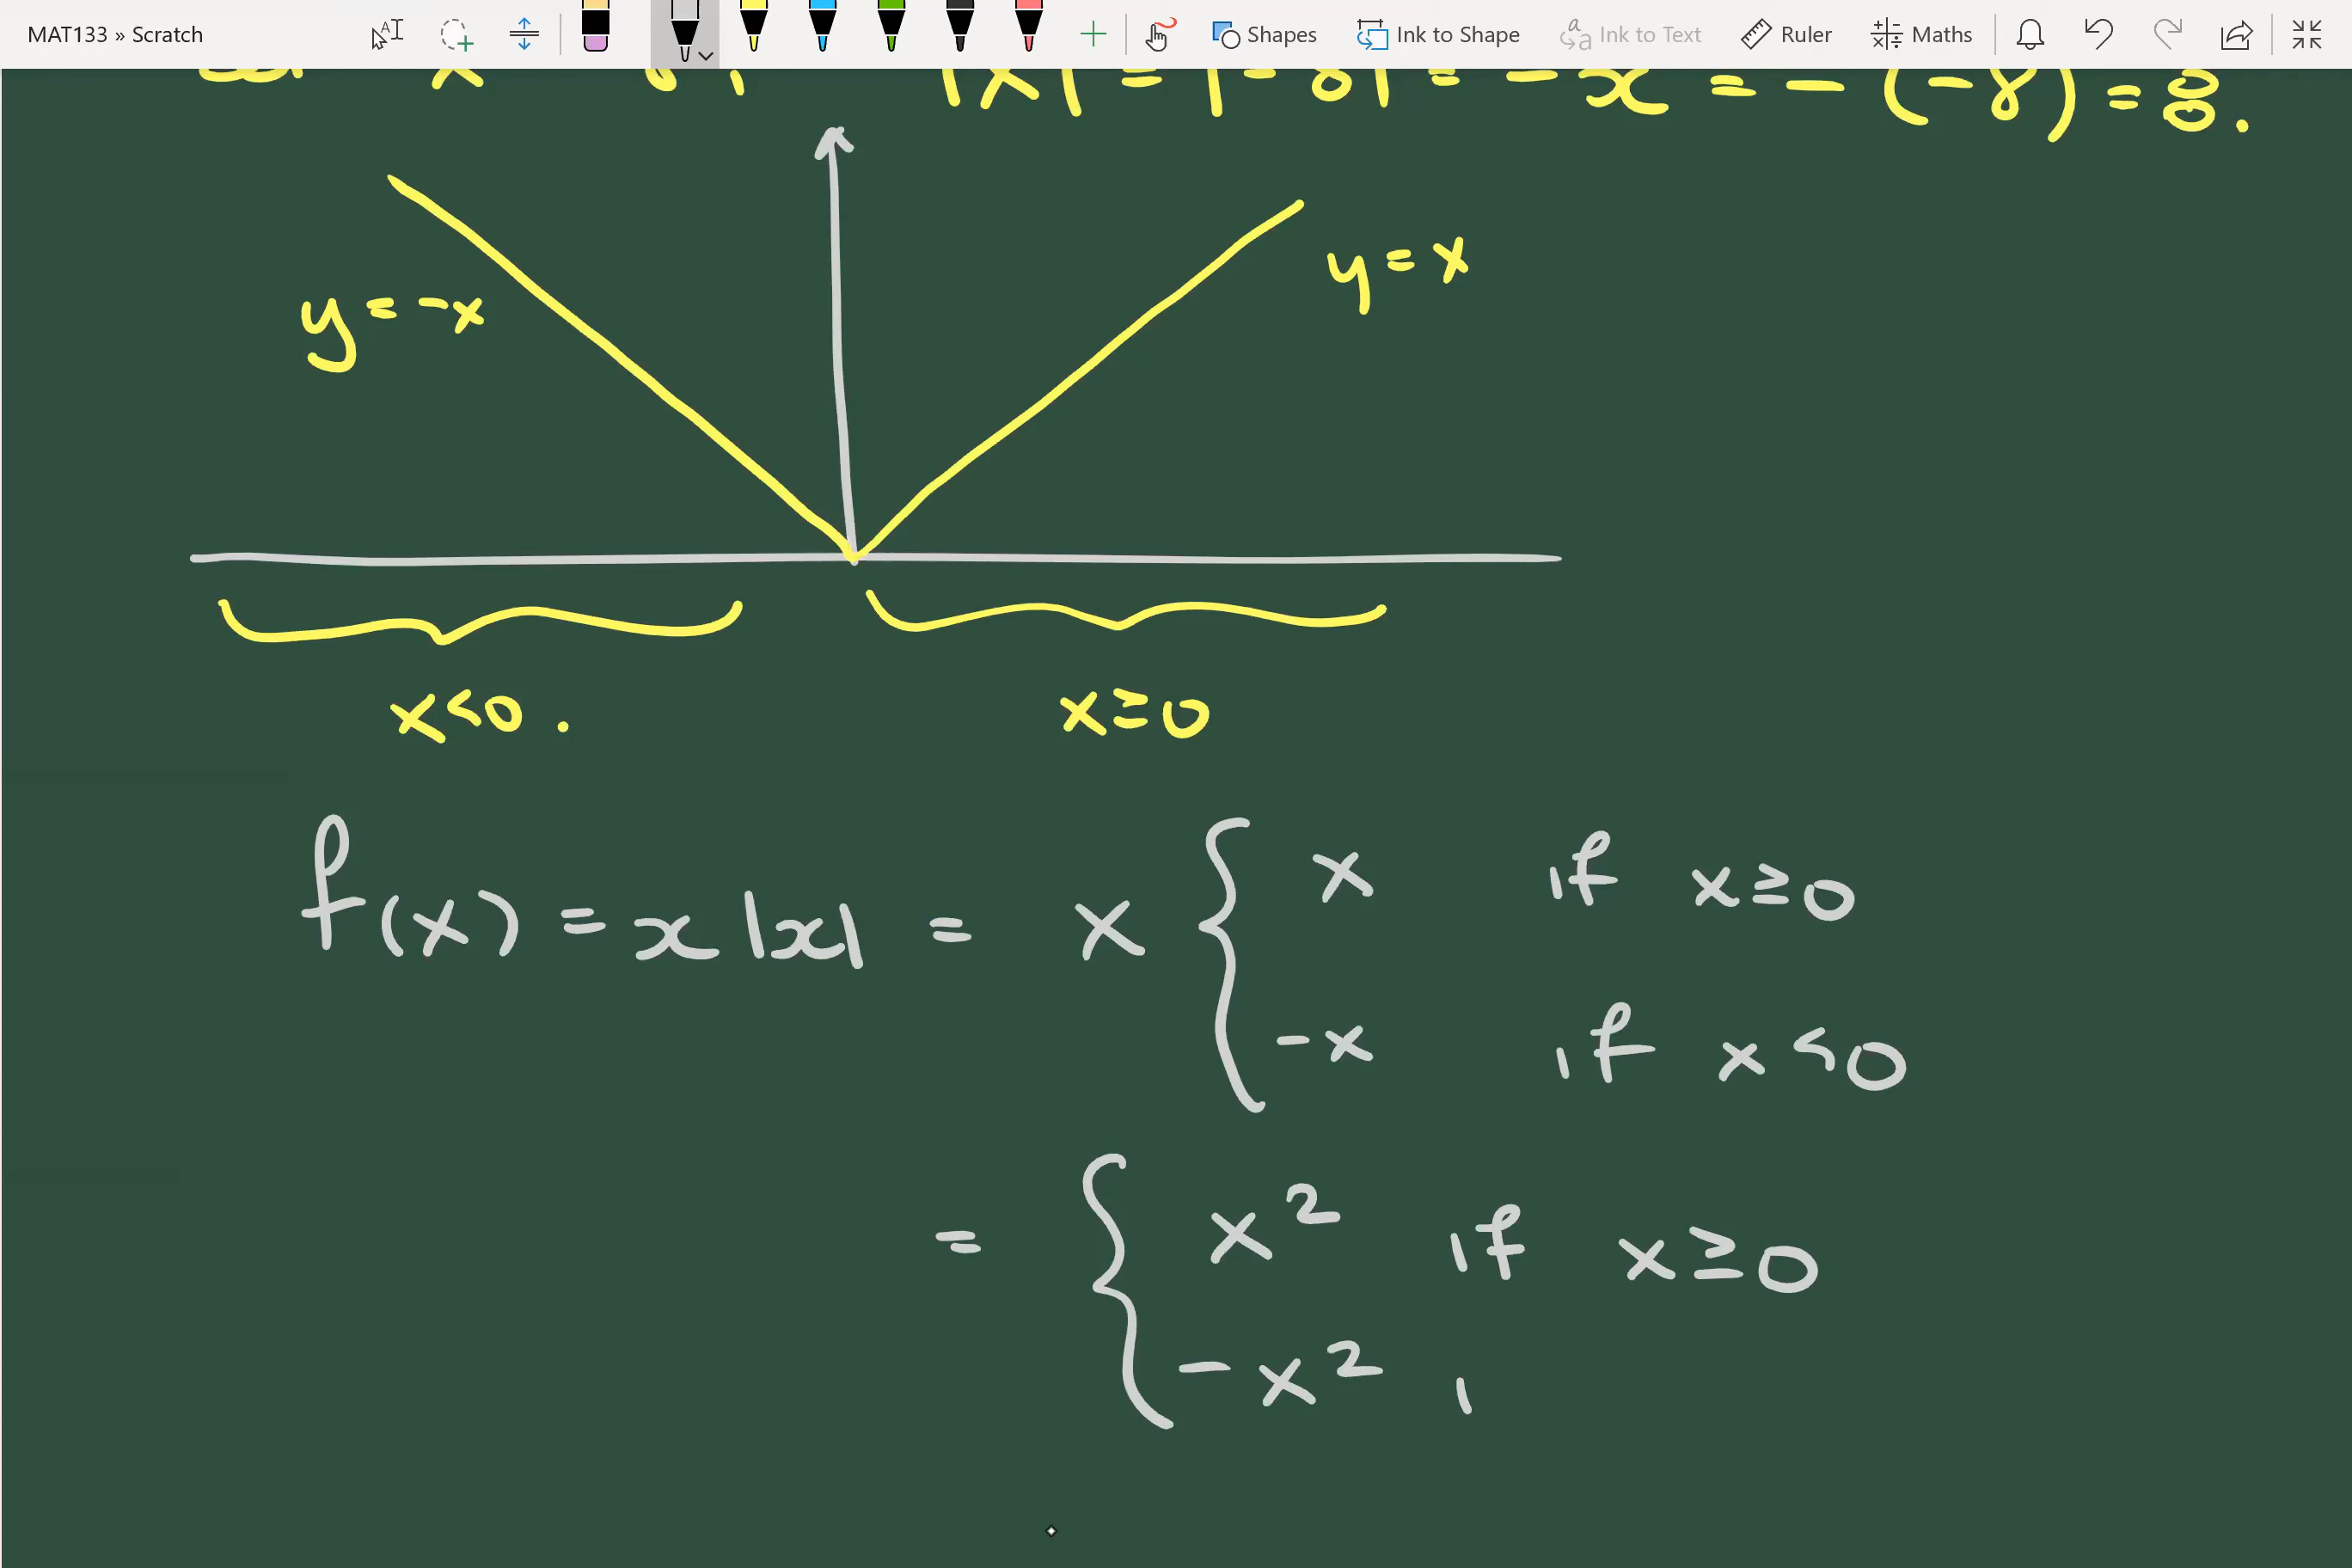 MAT133 » Scratch Shapes Ink to Shape Ink to Text Ruler Maths
x |x| = |-8| = -x = -(-8) = 8.
y = -x
y = x
x<0.
x≥0
f(x) = x|x| = x { x if x≥0
-x if x<0
= { x² if x≥0
-x² ,